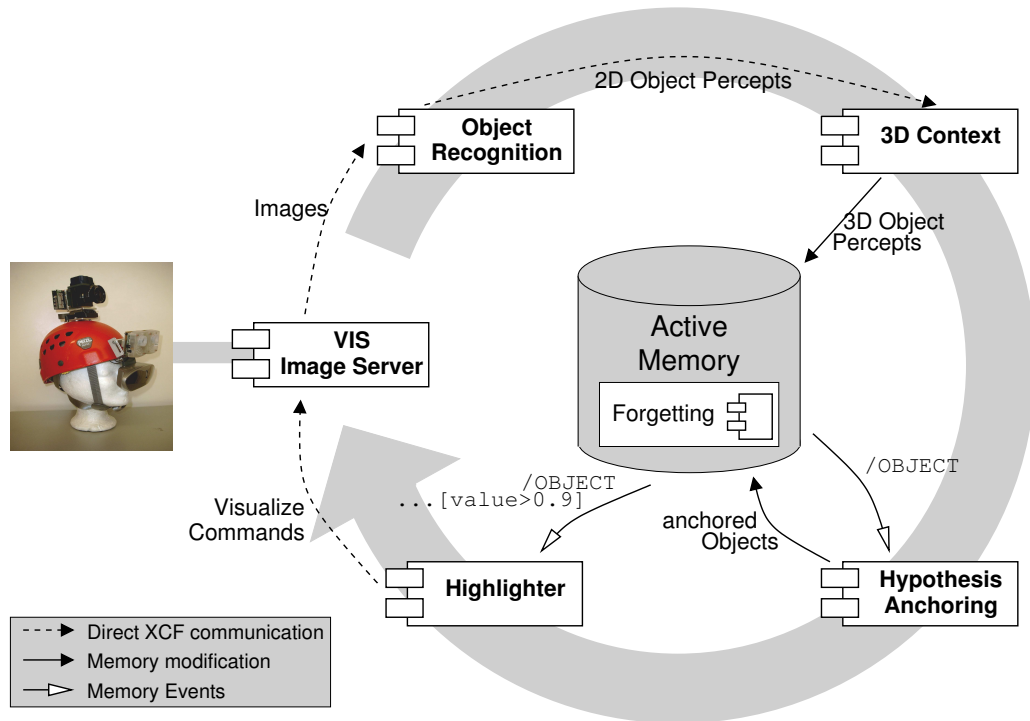 2D Object Percepts
Object
Recognition
3D Context
Images
3D Object
Percepts
VIS
Image Server
Active
Memory
Forgetting
/OBJECT
/OBJECT
...[value>0.9]
Visualize
Commands
anchored
Objects
Highlighter
Hypothesis
Anchoring
Direct XCF communication
Memory modification
Memory Events